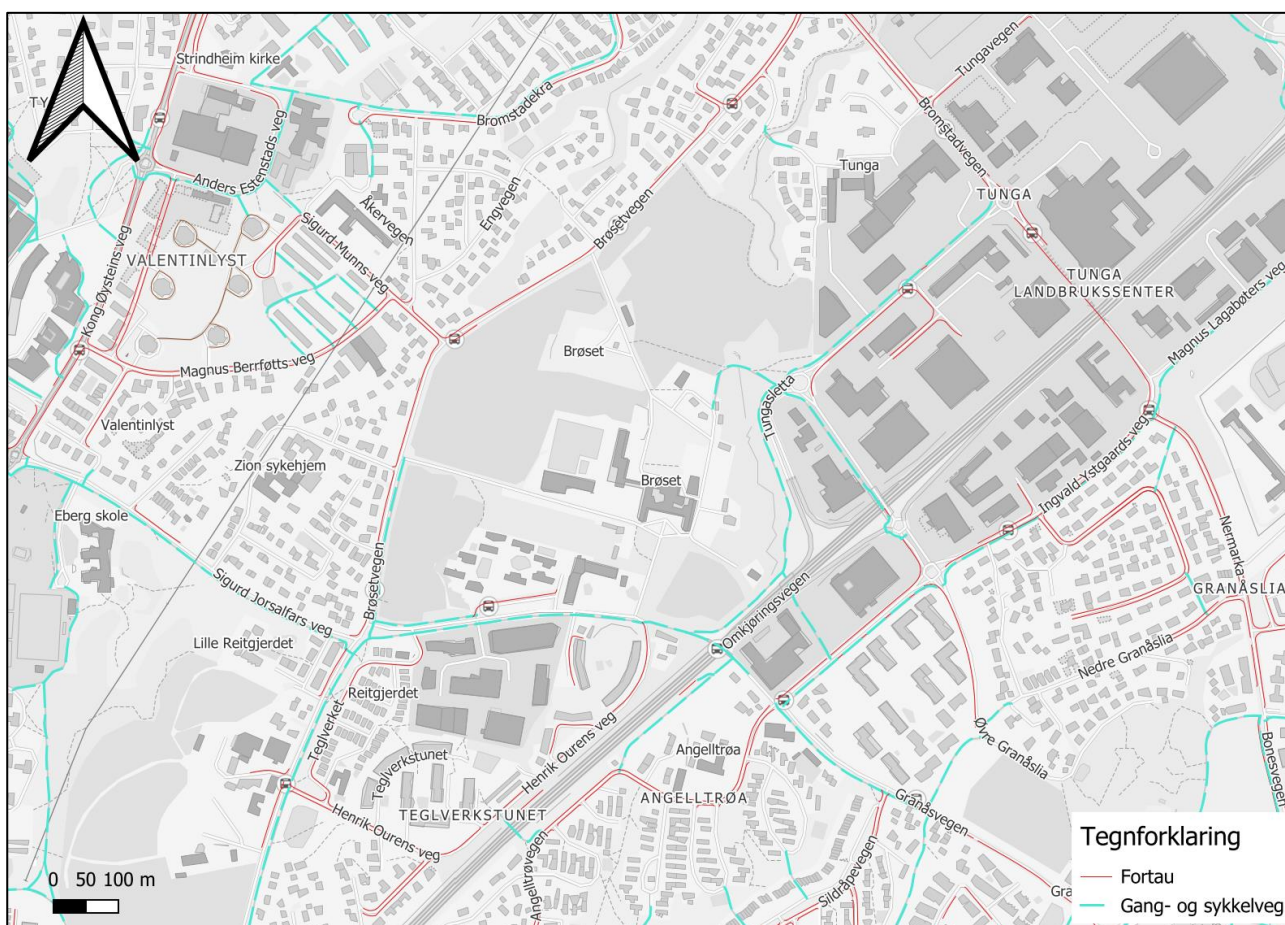 Strindheim kirke
TY
Bromstadekra
Tungavegen
Bromstadvegen
Anders Estenstads veg
Åkervegen
Engvegen
Tunga
TUNGA
Brøsetvegen
Sigurd Munns veg
VALENTINLYST
Kong Øysteins veg
TUNGA
LANDBRUKSSENTER
Magnus Lagabøters veg
Magnus Berrføtts veg
Brøset
Tungasletta
Valentinlyst
Zion sykehjem
Brøset
Ingvald Ystgaards veg
Eberg skole
Brøsetvegen
Nermarka
Sigurd Jorsalfars veg
GRANÅSLIA
Omkjøringsvegen
Lille Reitgjerdet
Nedre Granåslia
Reitgjerdet
Teglverket
Øvre Granåslia
Bonesvegen
Henrik Ourens veg
Angelltrøa
Teglverkstunet
ANGELLTRØA
TEGLVERKSTUNET
Granåsvegen
Henrik Ourens veg
Angelltrøvegen
Sildråpevegen
Gra
0 50 100 m
Tegnforklaring
Fortau
Gang- og sykkelveg